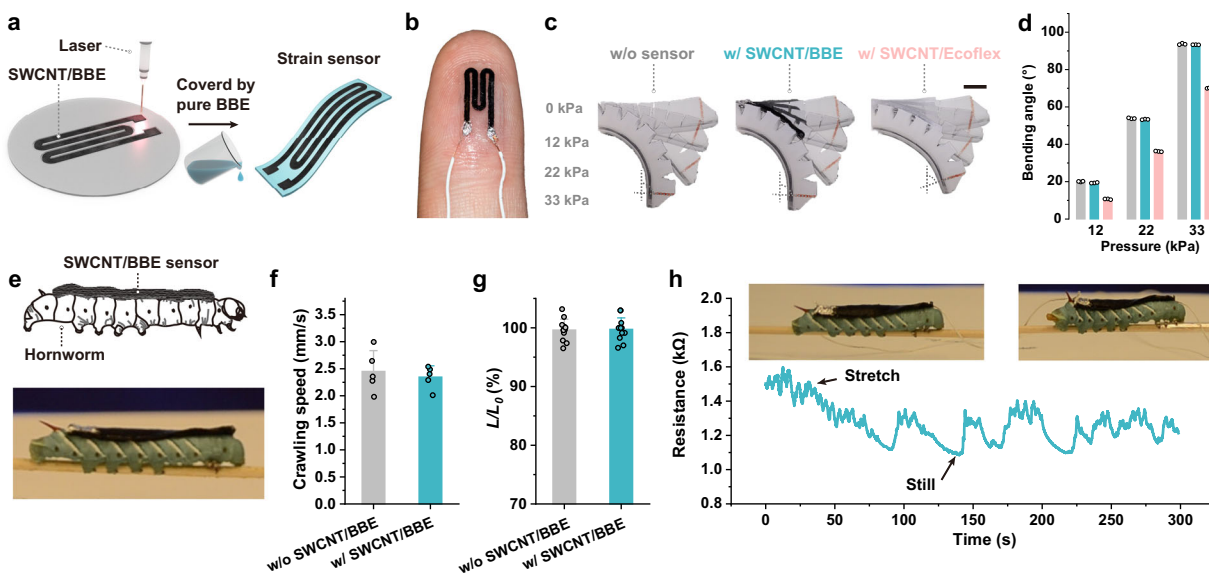 a
Laser
SWCNT/BBE
Coverd by
pure BBE
Strain sensor
b
c
w/o sensor
w/ SWCNT/BBE
w/ SWCNT/Ecoflex
0 kPa
12 kPa
22 kPa
33 kPa
d
Bending angle (°)
100
80
60
40
20
0
12
22
33
Pressure (kPa)
e
SWCNT/BBE sensor
Hornworm
f
Crawling speed (mm/s)
3.5
3.0
2.5
2.0
1.5
1.0
0.5
0.0
w/o SWCNT/BBE
w/ SWCNT/BBE
g
L/L0 (%)
100
90
80
70
w/o SWCNT/BBE
w/ SWCNT/BBE
h
Resistance (kΩ)
2.0
1.8
1.6
1.4
1.2
1.1
0.8
Stretch
Still
0
50
100
150
200
250
300
Time (s)